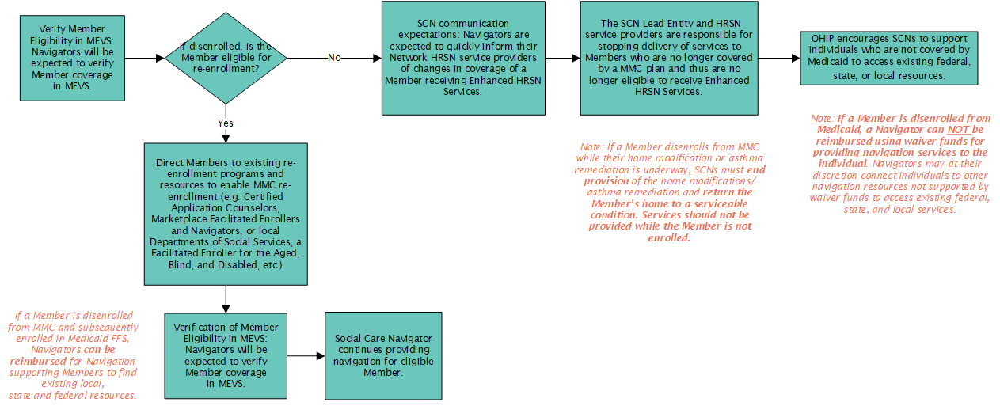 Verify Member
Eligibility in MEVS:
Navigators will be
expected to verify
Member coverage
in MEVS.
If disenrolled, is the
Member eligible for
re-enrollment?
No
SCN communication
expectations: Navigators are
expected to quickly inform their
Network HRSN service providers
of changes in coverage of a
Member receiving Enhanced HRSN
Services.
The SCN Lead Entity and HRSN
service providers are responsible for
stopping delivery of services to
Members who are no longer covered
by a MMC plan and thus are no
longer eligible to receive Enhanced
HRSN Services.
OHIP encourages SCNs to support
individuals who are not covered by
Medicaid to access existing federal,
state, or local resources.
Note: If a Member disenrolls from MMC
while their home modification or asthma
remediation is underway, SCNs must end
provision of the home modifications/
asthma remediation and return the
Member's home to a serviceable
condition. Services should not be
provided while the Member is not
enrolled.
Note: If a Member is disenrolled from
Medicaid, a Navigator can NOT be
reimbursed using waiver funds for
providing navigation services to the
individual. Navigators may at their
discretion connect individuals to other
navigation resources not supported by
waiver funds to access existing federal,
state, and local services.
Yes
Direct Members to existing re-
enrollment programs and
resources to enable MMC re-
enrollment (e.g. Certified
Application Counselors,
Marketplace Facilitated Enrollers
and Navigators, or local
Departments of Social Services, a
Facilitated Enroller for the Aged,
Blind, and Disabled, etc.)
If a Member is disenrolled
from MMC and subsequently
enrolled in Medicaid FFS,
Navigators can be
reimbursed for Navigation
supporting Members to find
existing local,
state and federal resources.
Verification of Member
Eligibility in MEVS:
Navigators will be
expected to verify
Member coverage
in MEVS.
Social Care Navigator
continues providing
navigation for eligible
Member.